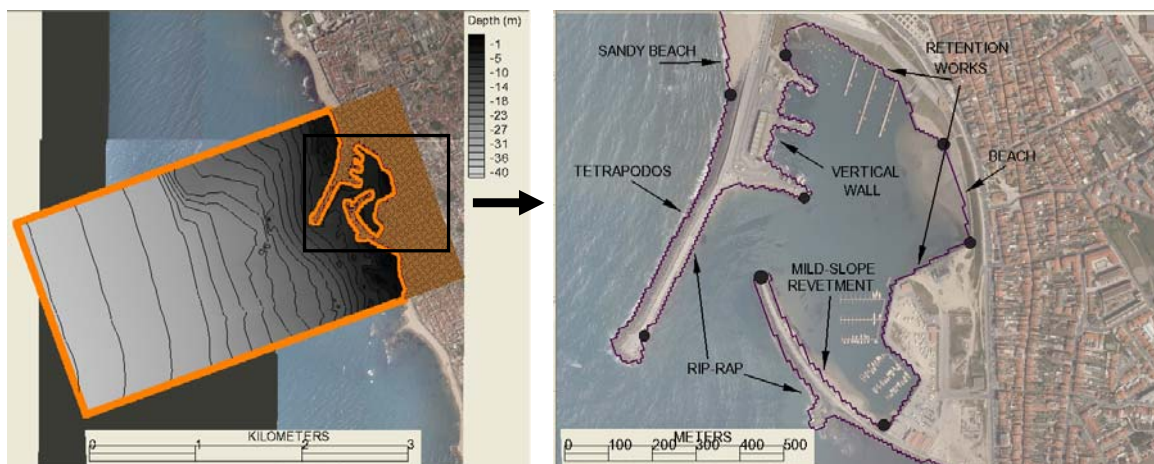 Depth (m)
-1
-5
-10
-14
-18
-23
-27
-31
-36
-40
KILOMETERS
0 1 2 3
SANDY BEACH
RETENTION
WORKS
TETRAPODOS
VERTICAL
WALL
BEACH
MILD-SLOPE
REVETMENT
RIP-RAP
METERS
0 100 200 300 400 500